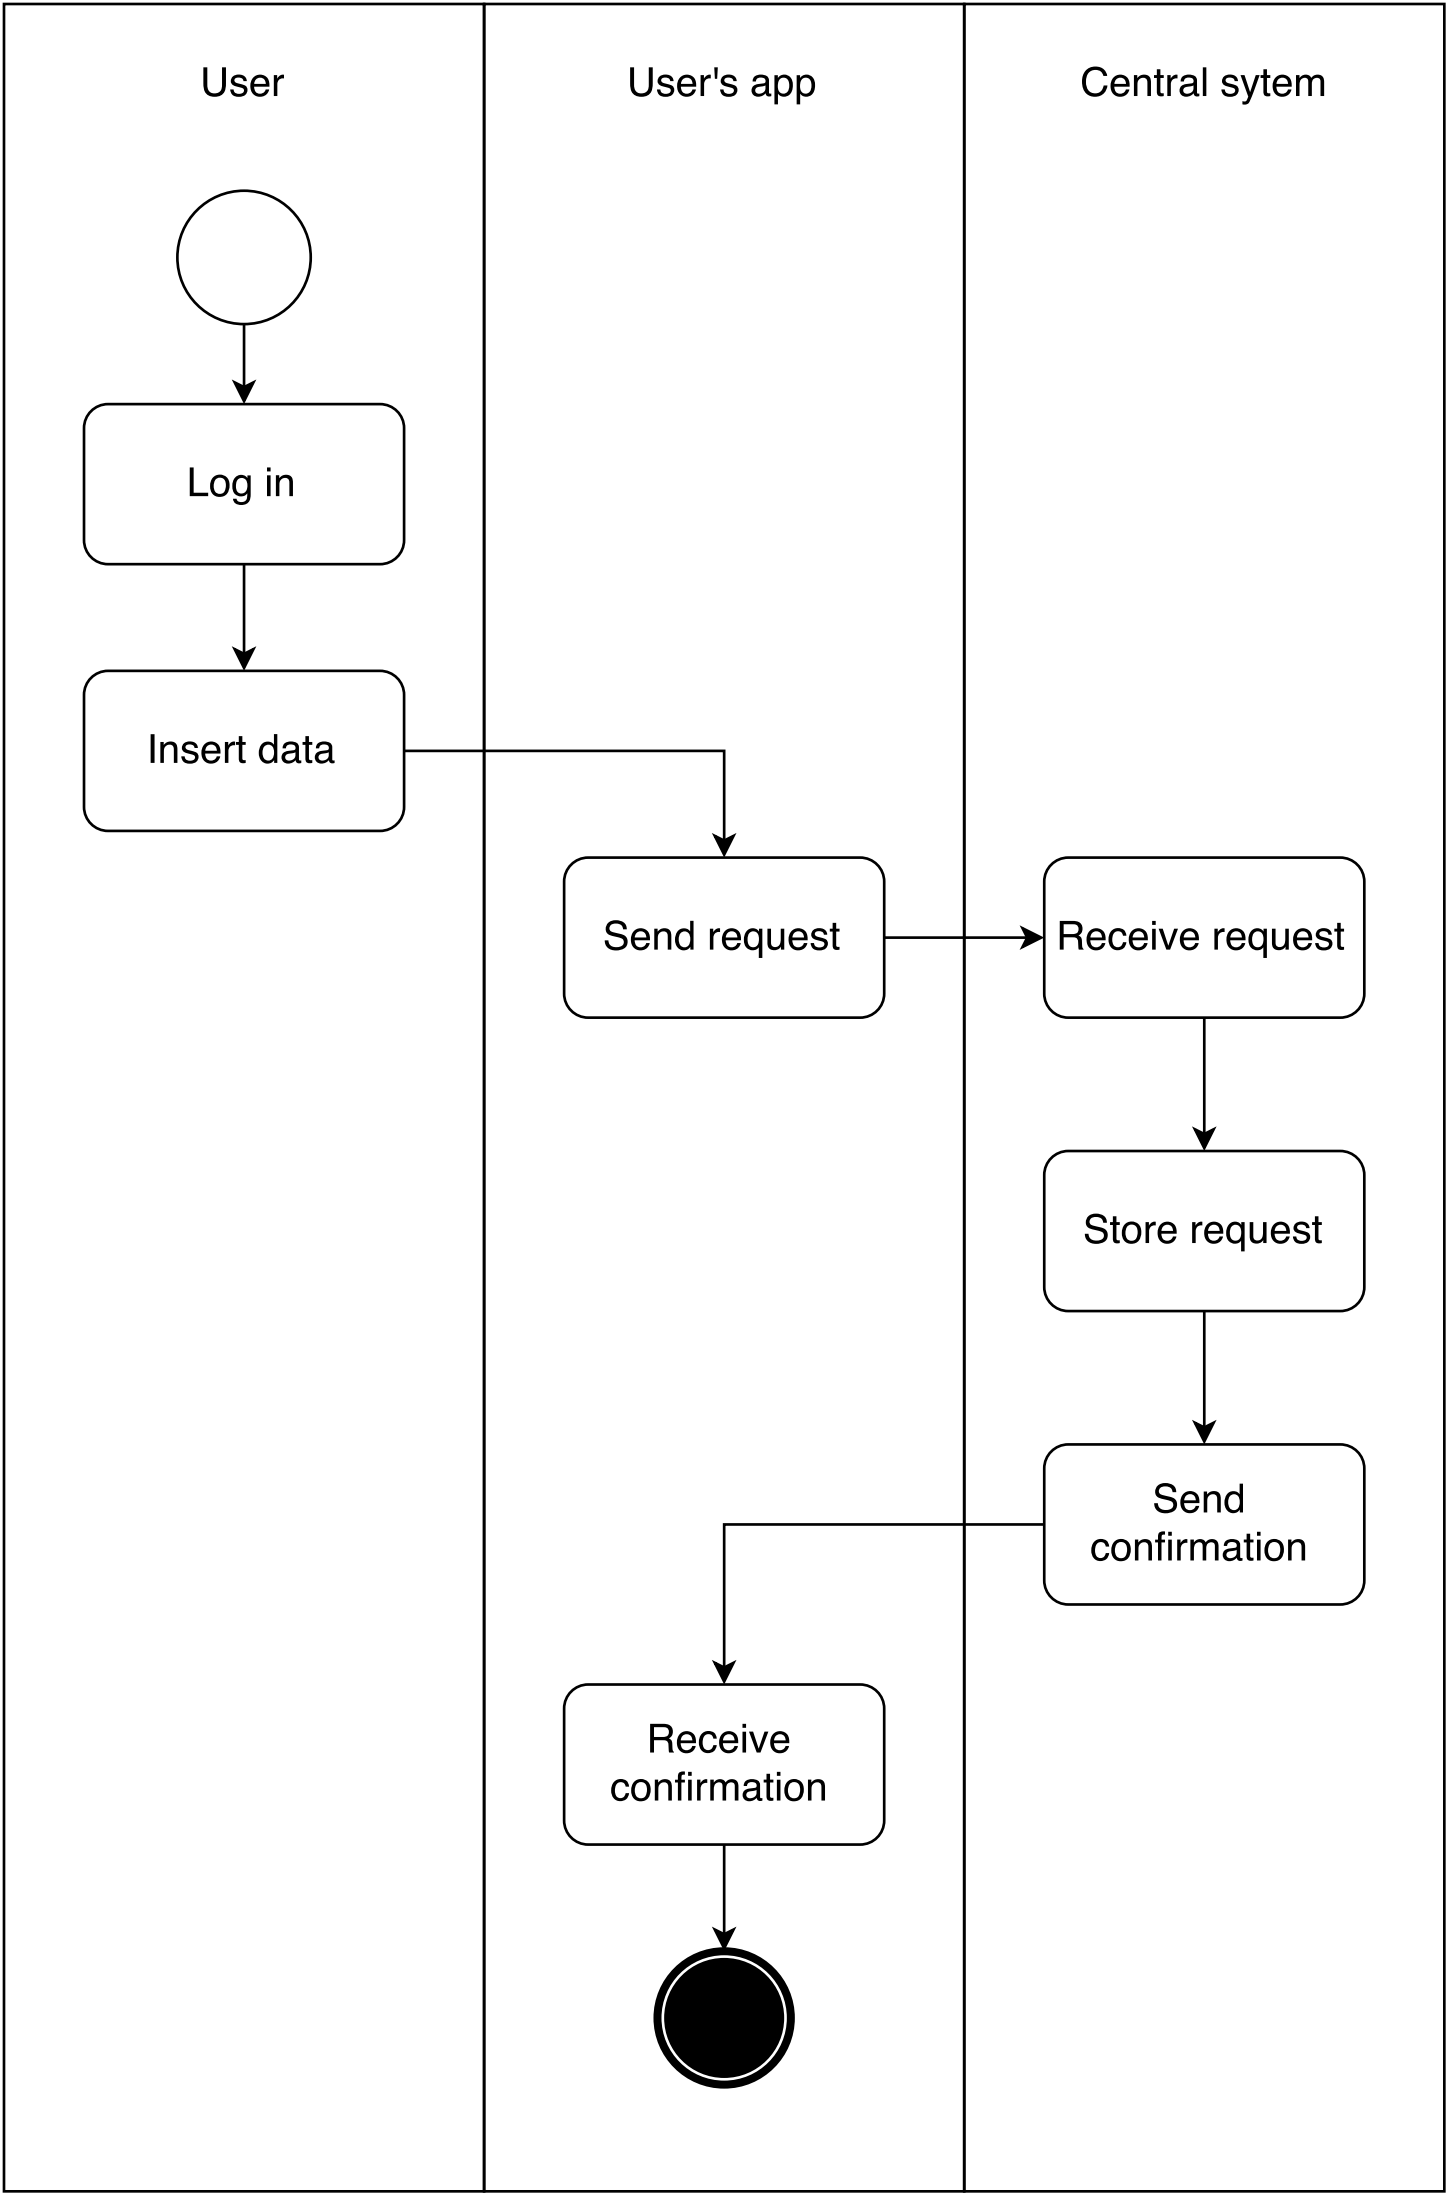 User
User's app
Central sytem
Log in
Insert data
Send request
Receive request
Store request
Send
confirmation
Receive
confirmation